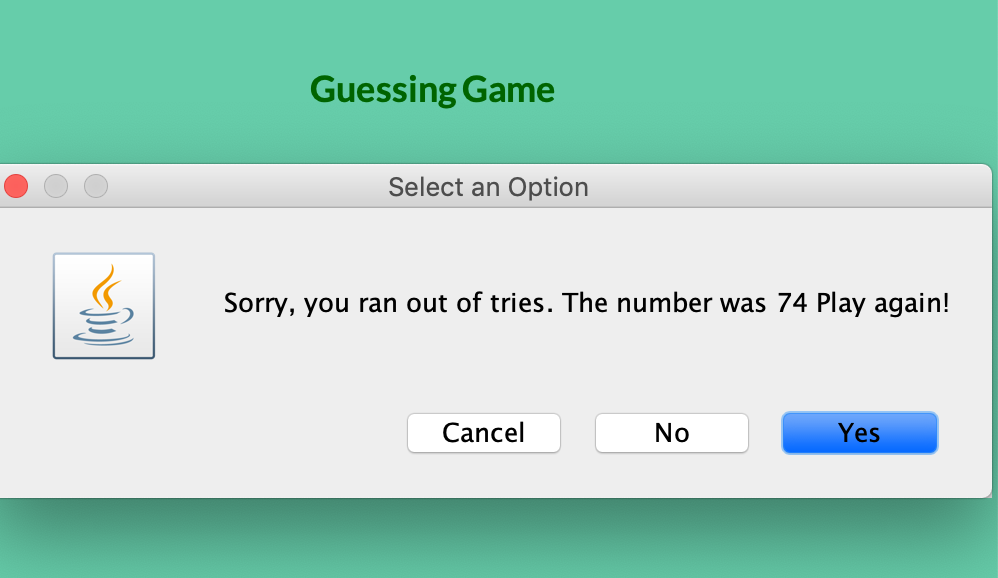 Guessing Game
Select an Option
Sorry, you ran out of tries. The number was 74 Play again!
Cancel
No
Yes